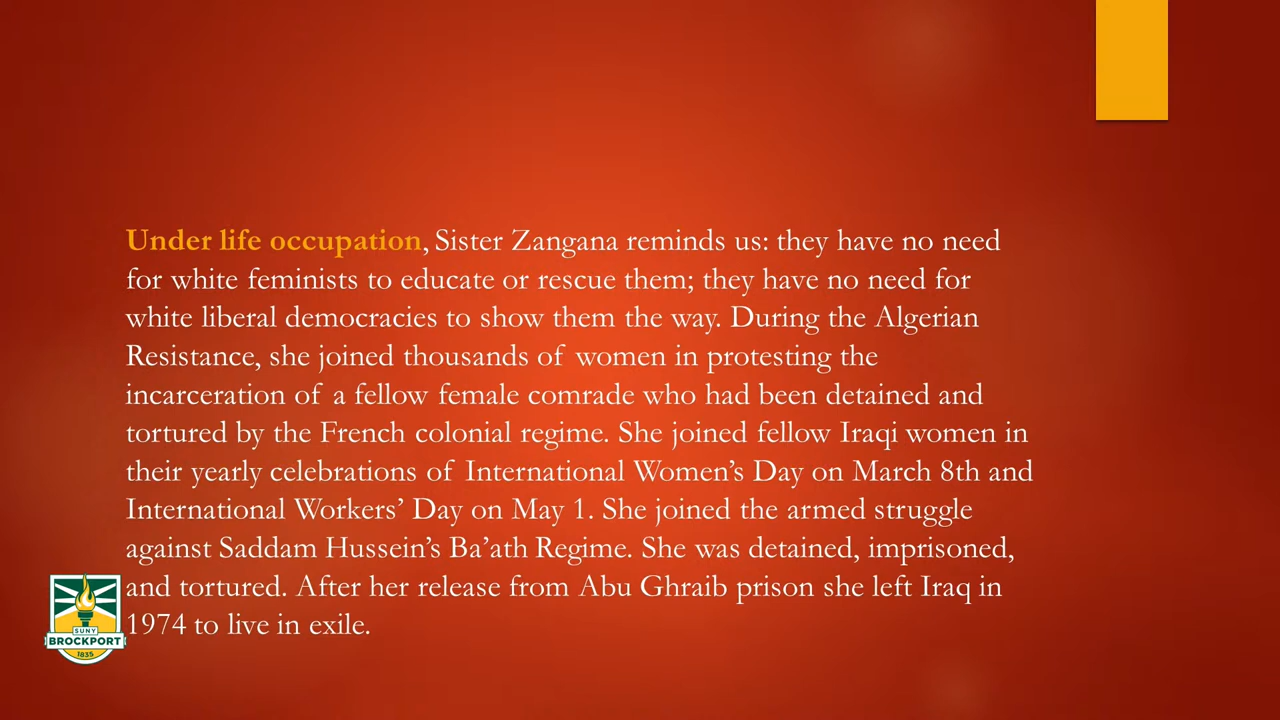 Under life occupation, Sister Zangana reminds us: they have no need
for white feminists to educate or rescue them; they have no need for
white liberal democracies to show them the way. During the Algerian
Resistance, she joined thousands of women in protesting the
incarceration of a fellow female comrade who had been detained and
tortured by the French colonial regime. She joined fellow Iraqi women in
their yearly celebrations of International Women’s Day on March 8th and
International Workers’ Day on May 1. She joined the armed struggle
against Saddam Hussein’s Ba’ath Regime. She was detained, imprisoned,
and tortured. After her release from Abu Ghraib prison she left Iraq in
1974 to live in exile.
SUNY
BROCKPORT
1835